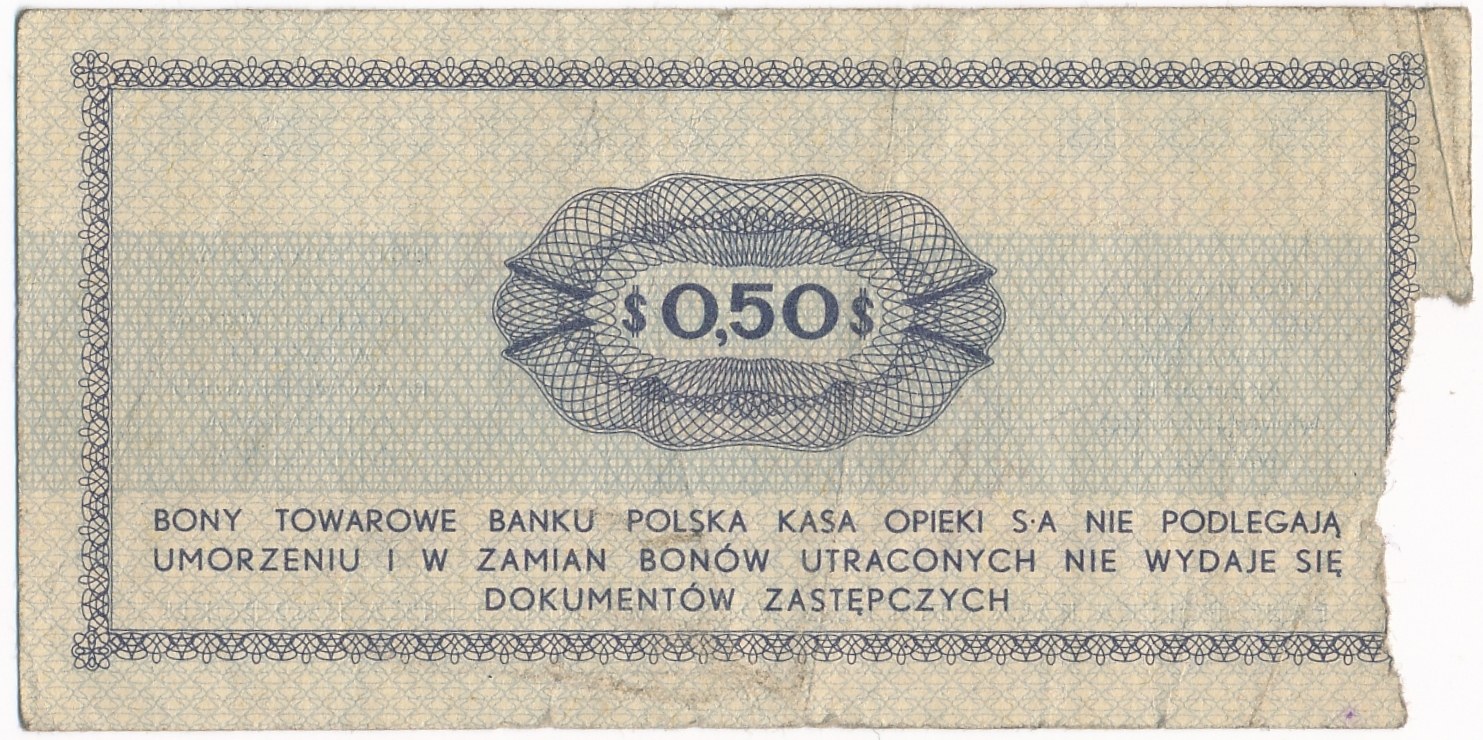 $ 0,50 $
BONY TOWAROWE BANKU POLSKA KASA OPIEKI S·A NIE PODLEGAJĄ
UMORZENIU I W ZAMIAN BONÓW UTRACONYCH NIE WYDAJE SIĘ
DOKUMENTÓW ZASTĘPCZYCH